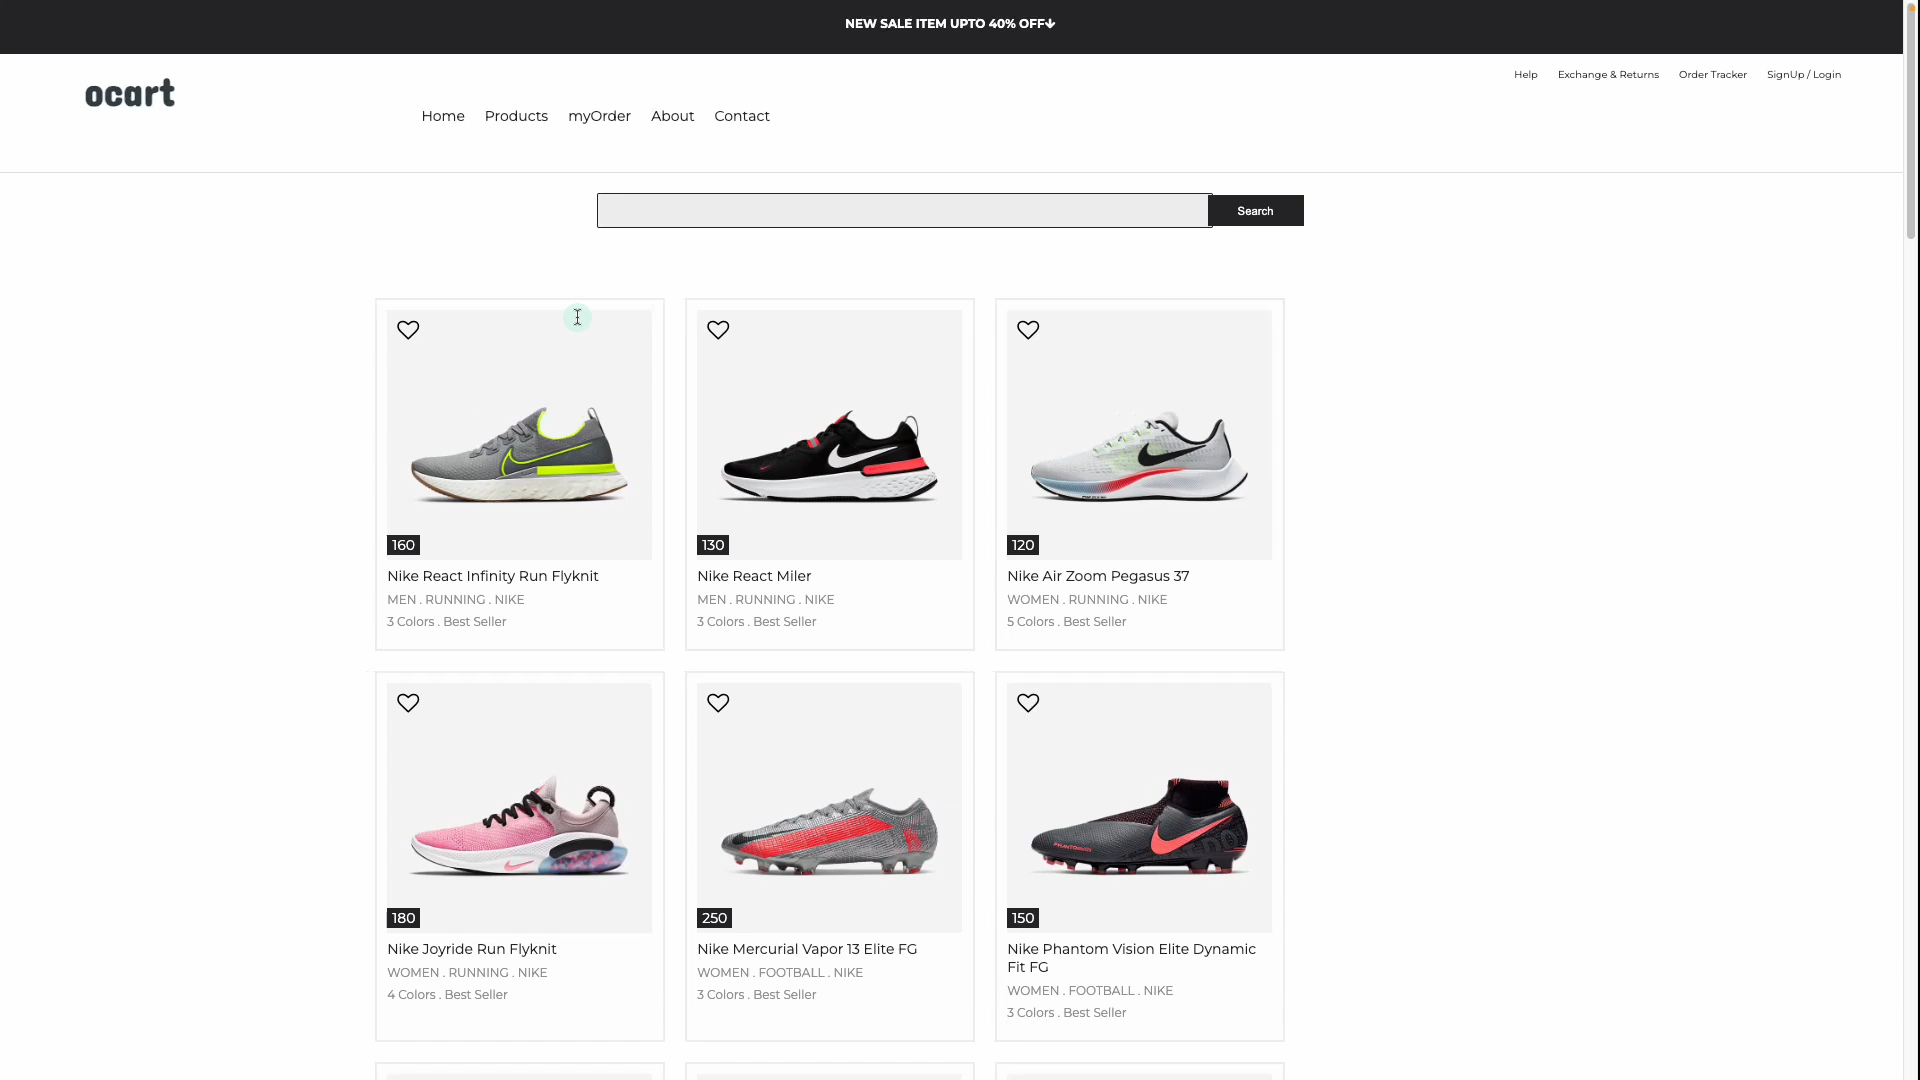 NEW SALE ITEM UPTO 40% OFF↓
ocart
Help
Exchange & Returns
Order Tracker
SignUp / Login
Home
Products
myOrder
About
Contact
Search
160
Nike React Infinity Run Flyknit
MEN . RUNNING . NIKE
3 Colors . Best Seller
130
Nike React Miler
MEN . RUNNING . NIKE
3 Colors . Best Seller
120
Nike Air Zoom Pegasus 37
WOMEN . RUNNING . NIKE
5 Colors . Best Seller
180
Nike Joyride Run Flyknit
WOMEN . RUNNING . NIKE
4 Colors . Best Seller
250
Nike Mercurial Vapor 13 Elite FG
WOMEN . FOOTBALL . NIKE
3 Colors . Best Seller
150
Nike Phantom Vision Elite Dynamic
Fit FG
WOMEN . FOOTBALL . NIKE
3 Colors . Best Seller